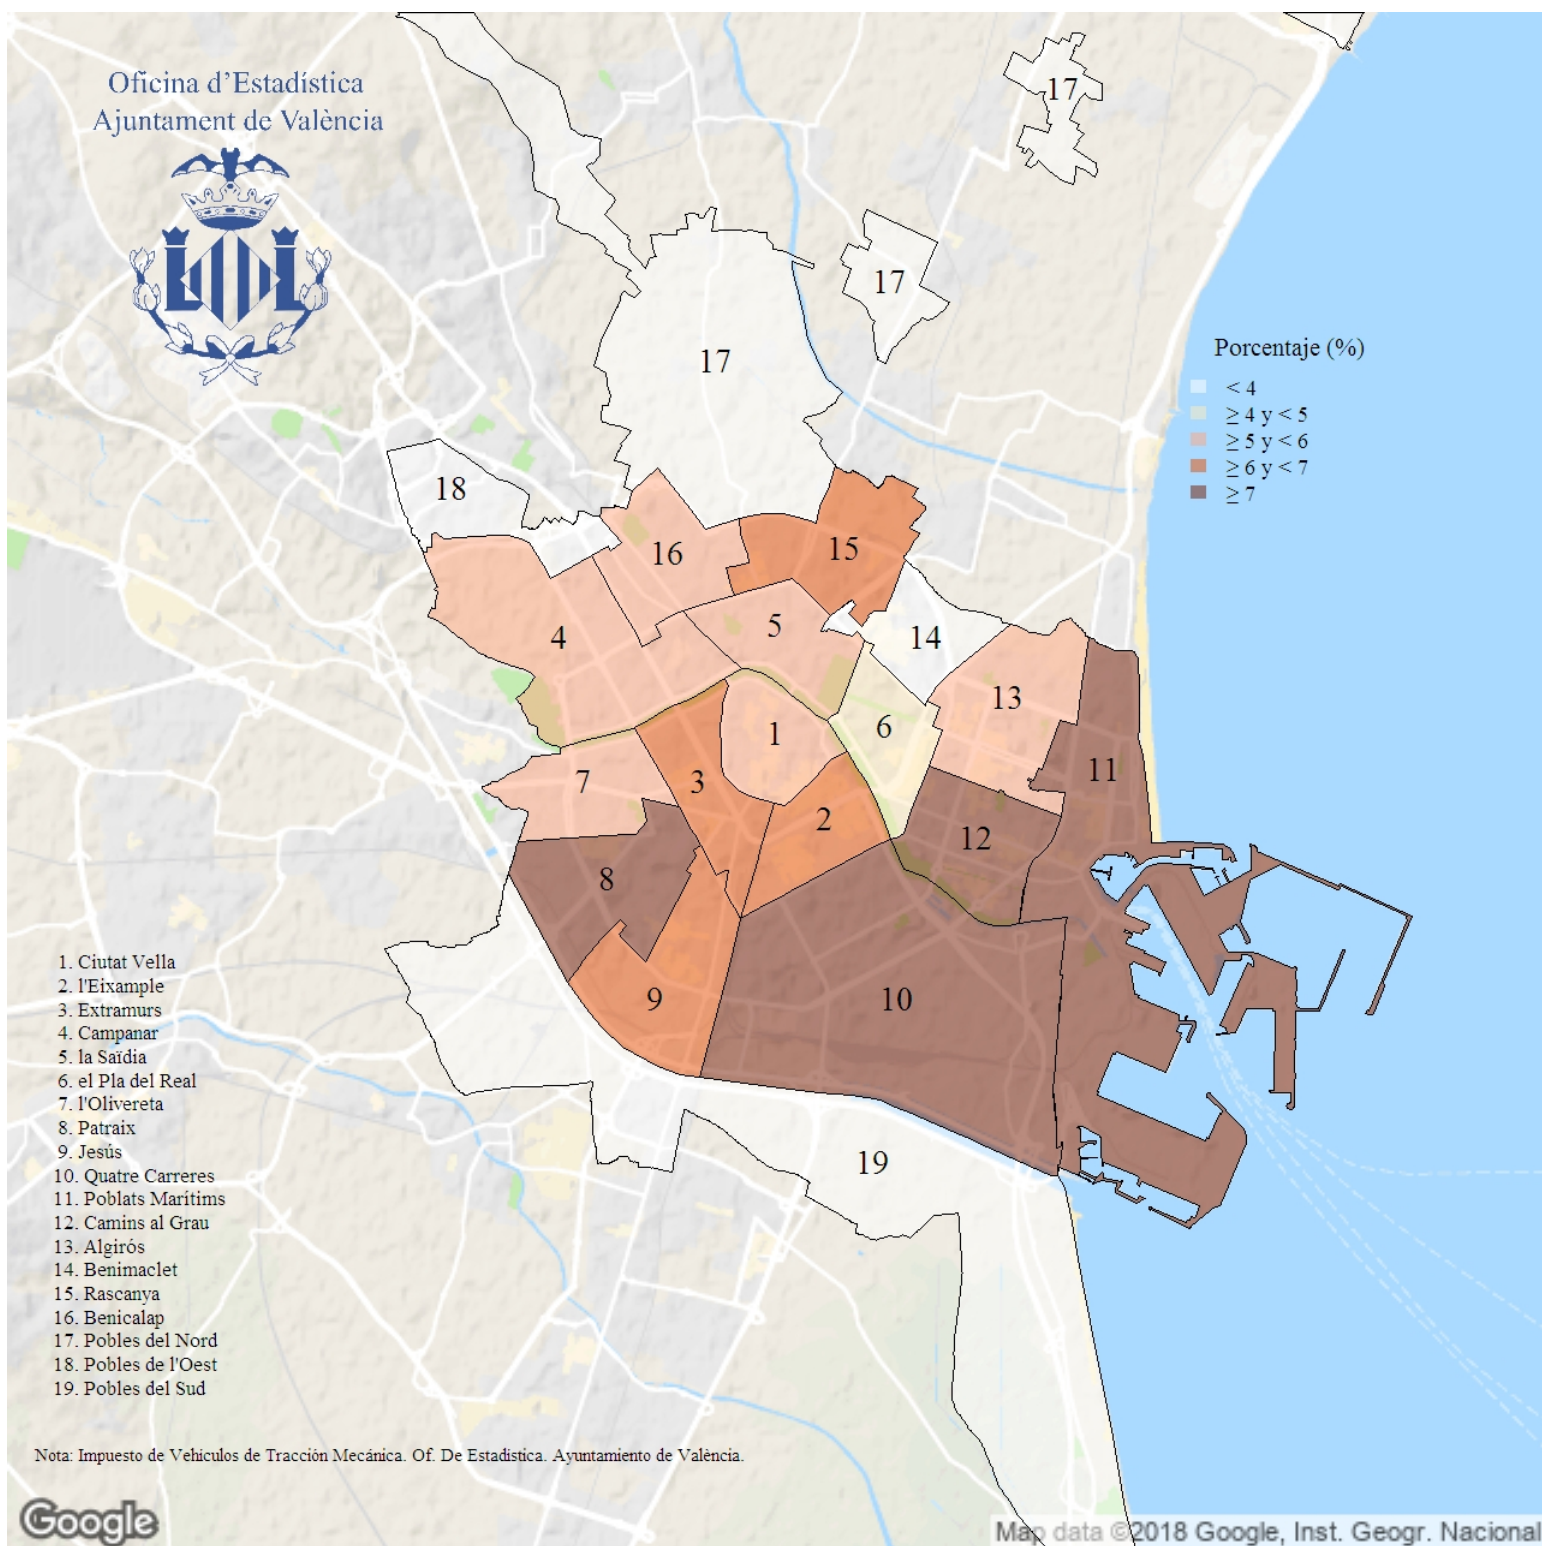 Oficina d'Estadística
Ajuntament de València
17
17
17
Porcentaje (%)
< 4
≥ 4 y < 5
≥ 5 y < 6
≥ 6 y < 7
≥ 7
18
16
15
4
5
14
13
1
6
7
3
11
2
12
8
9
10
19
1. Ciutat Vella
2. l'Eixample
3. Extramurs
4. Campanar
5. la Saïdia
6. el Pla del Real
7. l'Olivereta
8. Patraix
9. Jesús
10. Quatre Carreres
11. Poblats Marítims
12. Camins al Grau
13. Algirós
14. Benimaclet
15. Rascanya
16. Benicalap
17. Pobles del Nord
18. Pobles de l'Oest
19. Pobles del Sud
Nota: Impuesto de Vehículos de Tracción Mecánica. Of. De Estadística. Ayuntamiento de València.
Google
Map data ©2018 Google, Inst. Geogr. Nacional